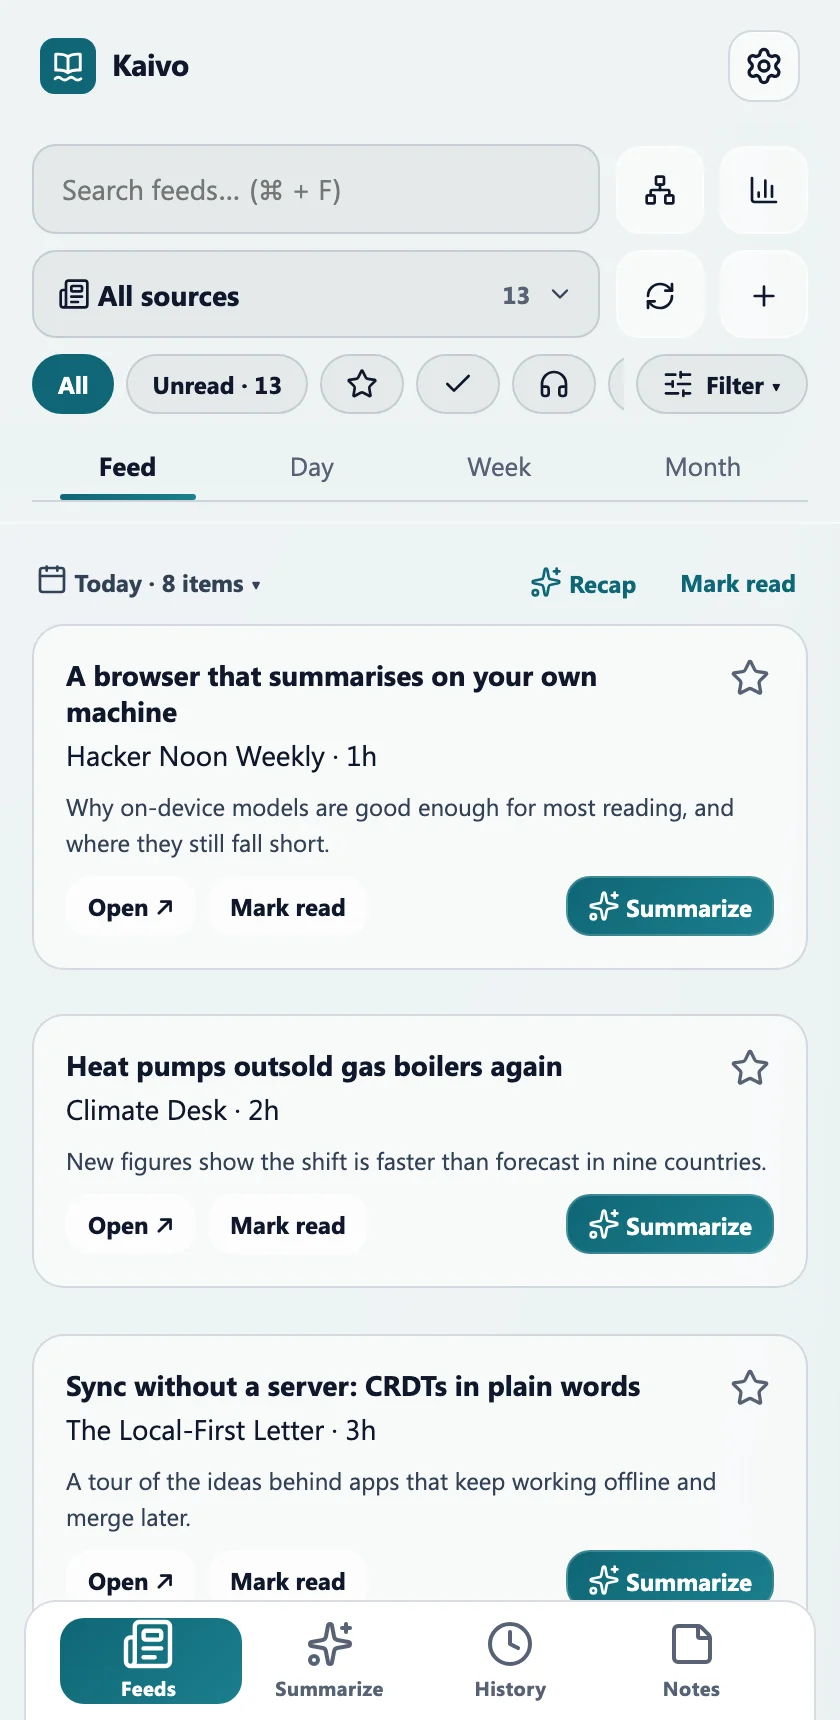 Kaivo
Search feeds... (⌘ + F)
All sources 13
All Unread · 13 Filter ▾
Feed Day Week Month
Today · 8 items ▾ Recap Mark read
A browser that summarises on your own
machine
Hacker Noon Weekly · 1h
Why on-device models are good enough for most reading, and
where they still fall short.
Open ↗ Mark read Summarize
Heat pumps outsold gas boilers again
Climate Desk · 2h
New figures show the shift is faster than forecast in nine countries.
Open ↗ Mark read Summarize
Sync without a server: CRDTs in plain words
The Local-First Letter · 3h
A tour of the ideas behind apps that keep working offline and
merge later.
Open ↗ Mark read Summarize
Feeds Summarize History Notes